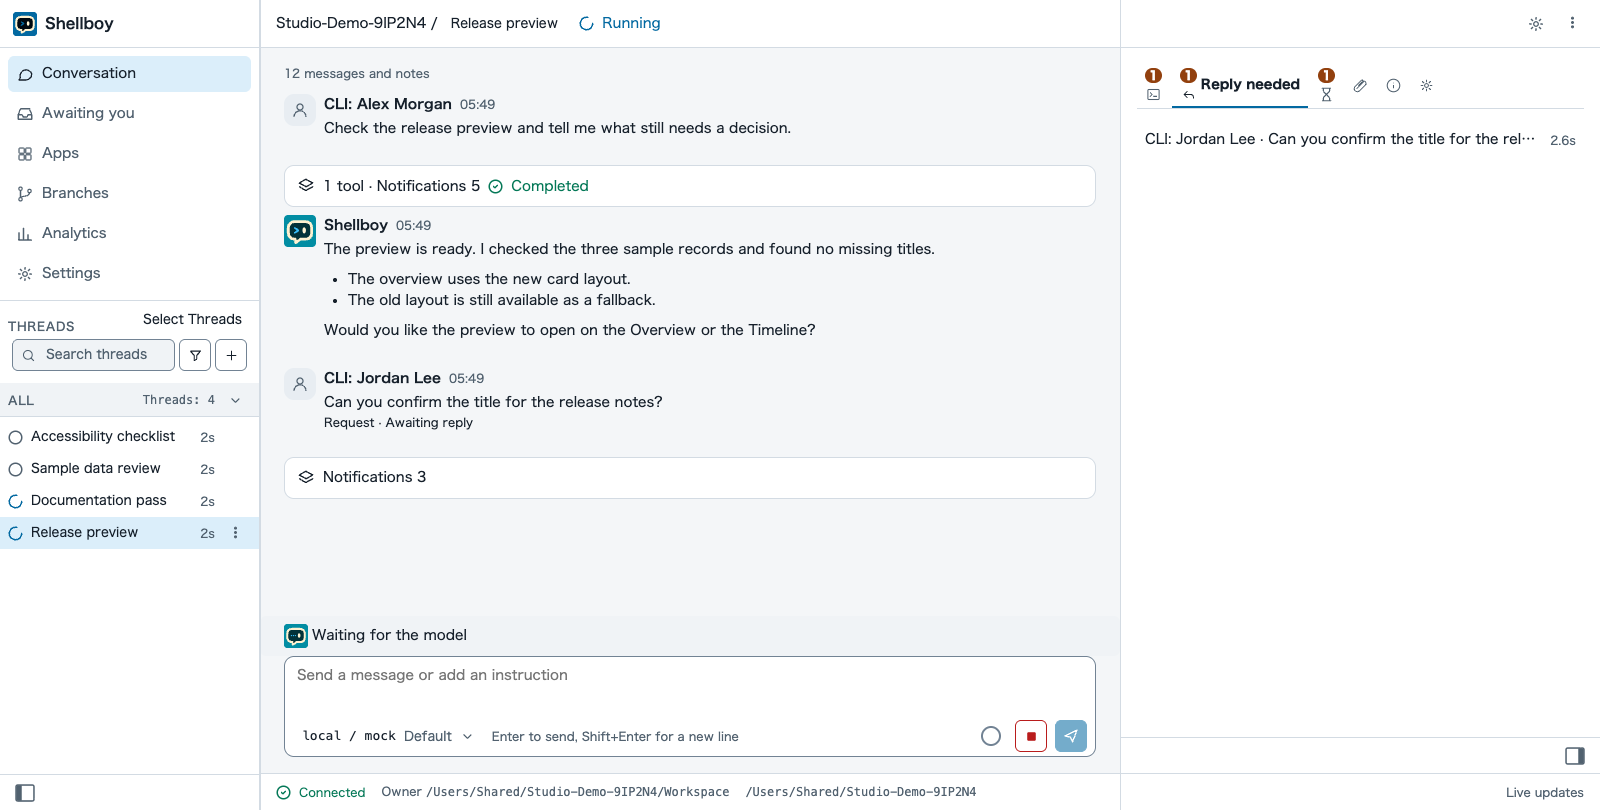 Shellboy
Conversation
Awaiting you
Apps
Branches
Analytics
Settings
THREADS
Select Threads
Search threads
ALL
Threads: 4
Accessibility checklist 2s
Sample data review 2s
Documentation pass 2s
Release preview 2s
Studio-Demo-9IP2N4 / Release preview Running
12 messages and notes
CLI: Alex Morgan 05:49
Check the release preview and tell me what still needs a decision.
1 tool · Notifications 5 Completed
Shellboy 05:49
The preview is ready. I checked the three sample records and found no missing titles.
• The overview uses the new card layout.
• The old layout is still available as a fallback.
Would you like the preview to open on the Overview or the Timeline?
CLI: Jordan Lee 05:49
Can you confirm the title for the release notes?
Request · Awaiting reply
Notifications 3
Waiting for the model
Send a message or add an instruction
local / mock Default Enter to send, Shift+Enter for a new line
Connected Owner /Users/Shared/Studio-Demo-9IP2N4/Workspace /Users/Shared/Studio-Demo-9IP2N4
1 1 Reply needed 1
CLI: Jordan Lee · Can you confirm the title for the rel··· 2.6s
Live updates